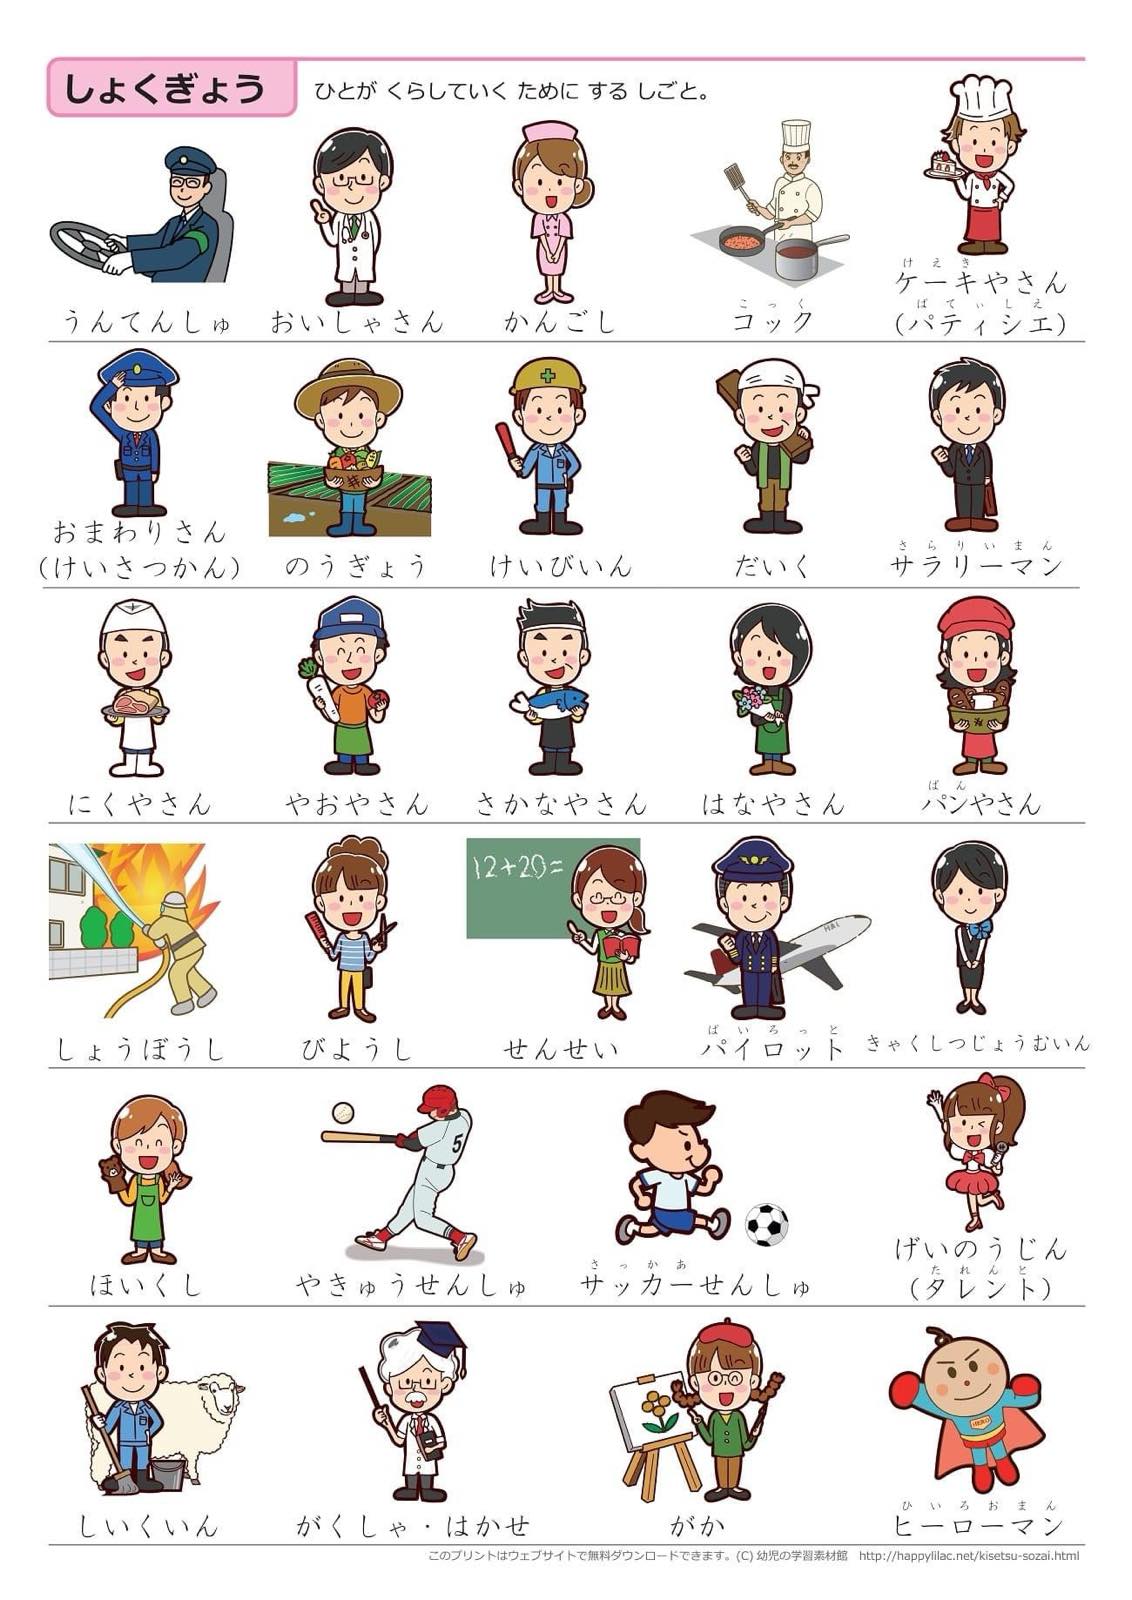 しょくぎょう
ひとが くらしていく ために する しごと。
うんてんしゅ
おいしゃさん
かんごし
こっく
コック
けえき
ケーキやさん
ぱてぃしえ
(パティシエ)
おまわりさん
(けいさつかん)
のうぎょう
けいびいん
だいく
さらりいまん
サラリーマン
にくやさん
やおやさん
さかなやさん
はなやさん
ぱん
パンやさん
12+20=
しょうぼうし
びようし
せんせい
ぱいろっと
パイロット
きゃくしつじょうむいん
5
ほいくし
やきゅうせんしゅ
さっかあ
サッカーせんしゅ
げいのうじん
たれんと
(タレント)
HERO
しいくいん
がくしゃ・はかせ
がか
ひいろおまん
ヒーローマン
このプリントはウェブサイトで無料ダウンロードできます。(C) 幼児の学習素材館 http://happylilac.net/kisetsu-sozai.html